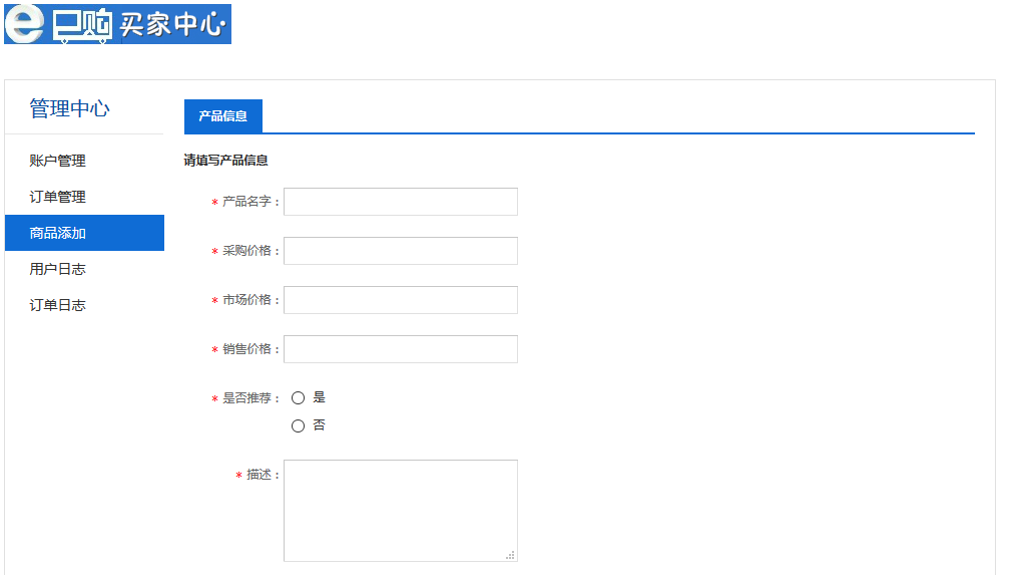 e 已购 买家中心
管理中心
账户管理
订单管理
商品添加
用户日志
订单日志
产品信息
请填写产品信息
* 产品名字：
* 采购价格：
* 市场价格：
* 销售价格：
* 是否推荐： 是
否
* 描述：